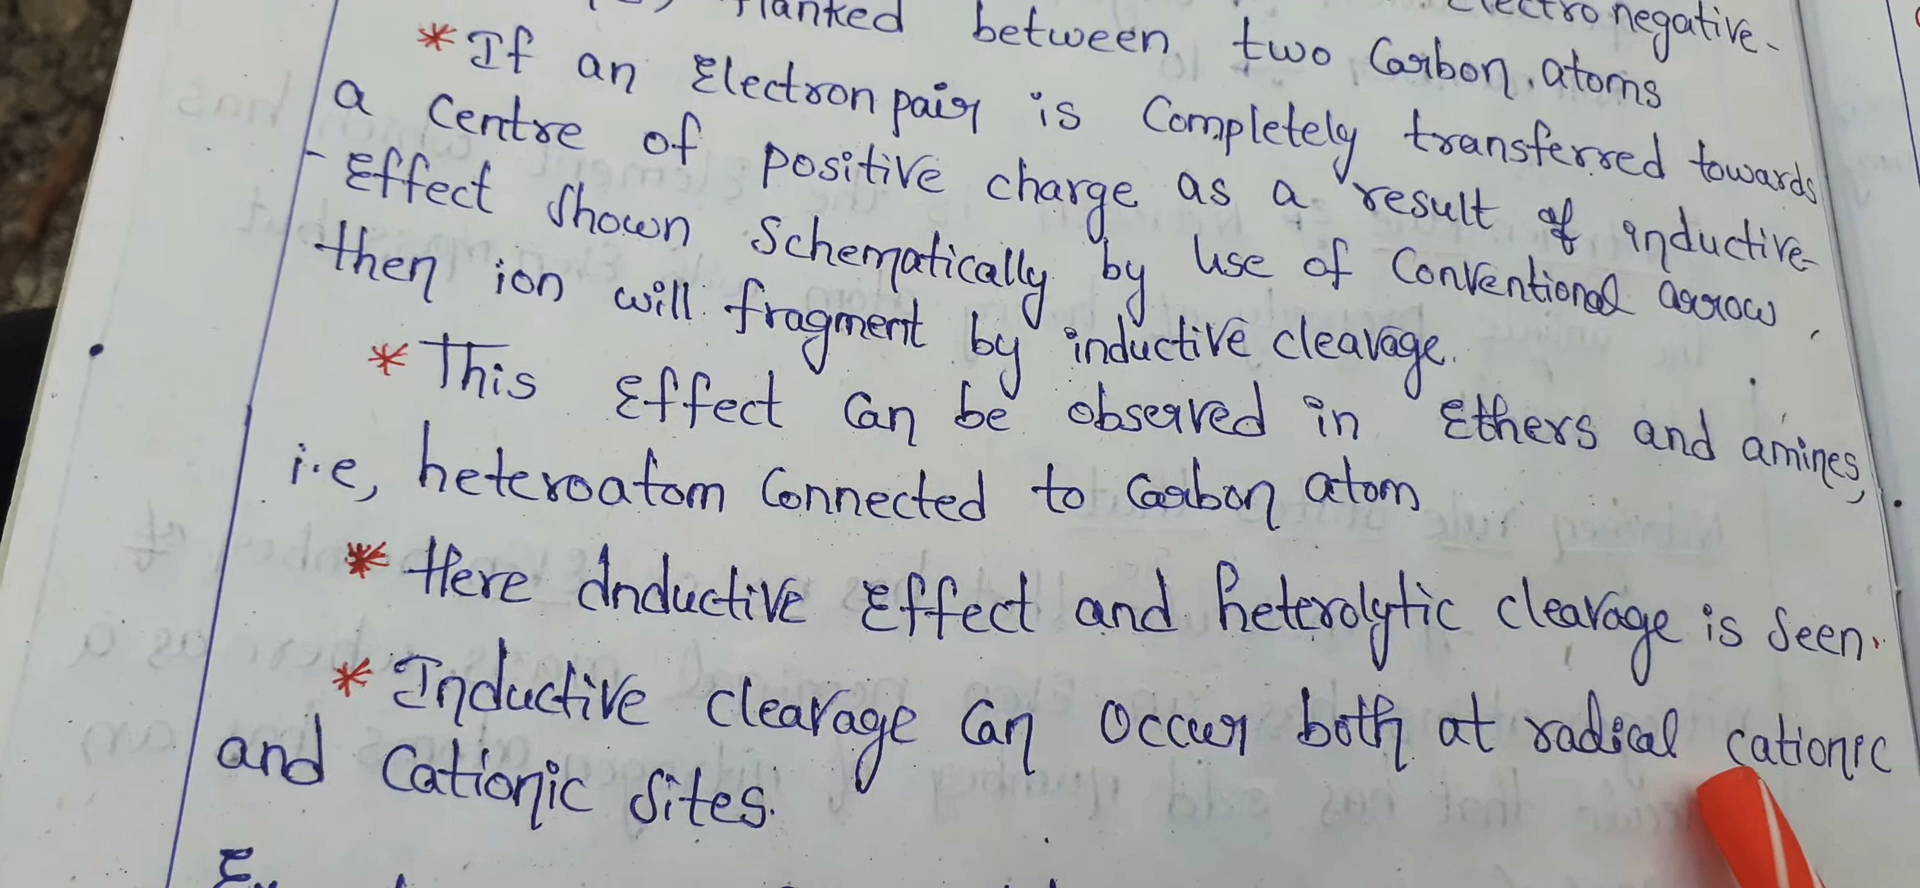 flanked between two Carbon atoms
electronegative-
* If an Electron pair is Completely transferred towards
a centre of positive charge as a result of inductive-
-Effect shown schematically by use of Conventional arrow,
then ion will fragment by inductive cleavage.
* This Effect can be observed in Ethers and amines,
i.e, heteroatom Connected to Carbon atom
* Here Inductive Effect and heterolytic cleavage is seen.
* Inductive cleavage can occur both at radical cationic
and Cationic sites.